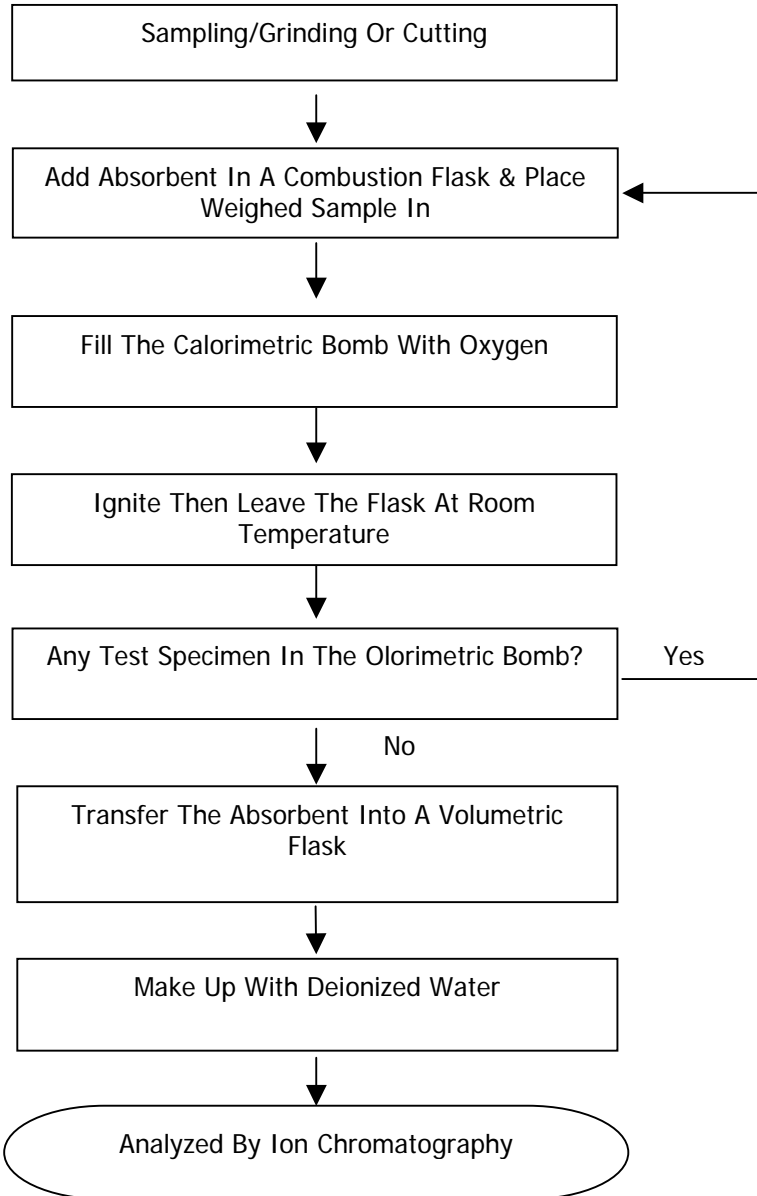 Sampling/Grinding Or Cutting
Add Absorbent In A Combustion Flask & Place
Weighed Sample In
Fill The Calorimetric Bomb With Oxygen
Ignite Then Leave The Flask At Room
Temperature
Any Test Specimen In The Olorimetric Bomb?
Yes
No
Transfer The Absorbent Into A Volumetric
Flask
Make Up With Deionized Water
Analyzed By Ion Chromatography